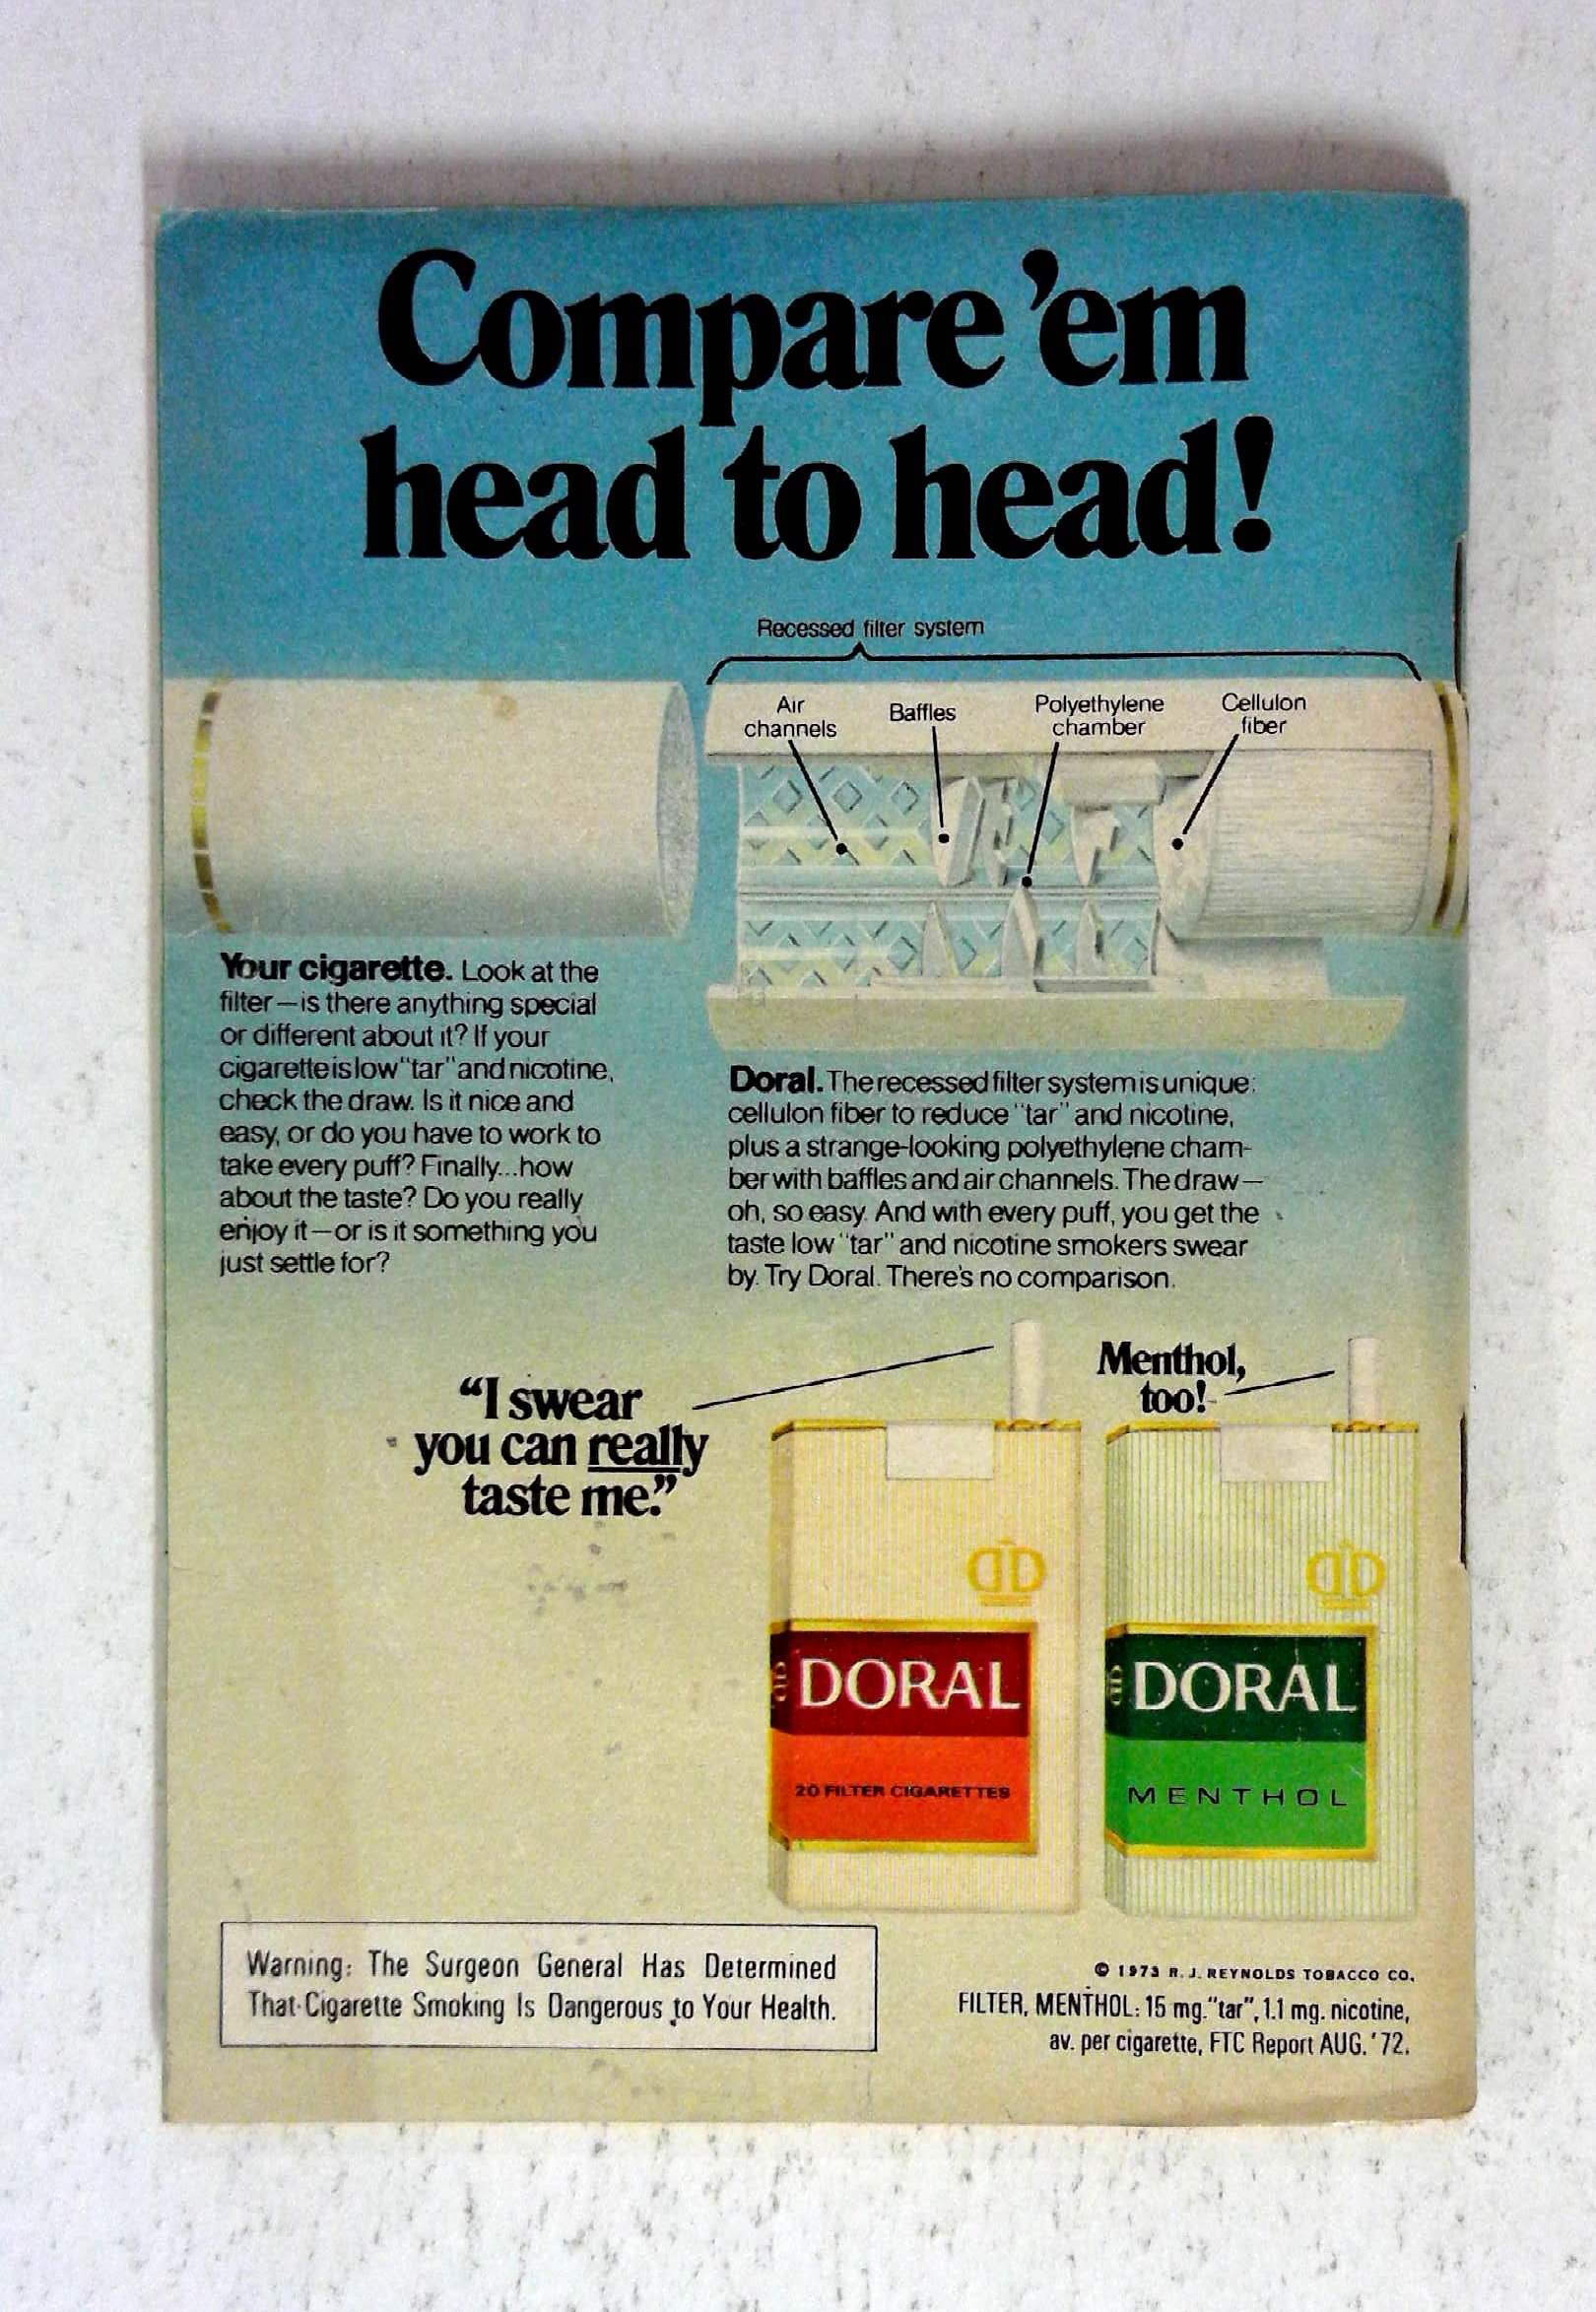 Compare 'em
head to head!
Recessed filter system
Air
channels
Baffles
Polyethylene
chamber
Cellulon
fiber
Your cigarette. Look at the
filter—is there anything special
or different about it? If your
cigarette is low "tar" and nicotine,
check the draw. Is it nice and
easy, or do you have to work to
take every puff? Finally...how
about the taste? Do you really
enjoy it—or is it something you
just settle for?
Doral. The recessed filter system is unique:
cellulon fiber to reduce "tar" and nicotine,
plus a strange-looking polyethylene cham-
ber with baffles and air channels. The draw—
oh, so easy. And with every puff, you get the
taste low "tar" and nicotine smokers swear
by. Try Doral. There's no comparison.
"I swear
you can really
taste me."
Menthol,
too!
DORAL
20 FILTER CIGARETTES
DORAL
MENTHOL
Warning: The Surgeon General Has Determined
That Cigarette Smoking Is Dangerous to Your Health.
© 1973 R. J. REYNOLDS TOBACCO CO.
FILTER, MENTHOL: 15 mg. "tar", 1.1 mg. nicotine,
av. per cigarette, FTC Report AUG. '72.